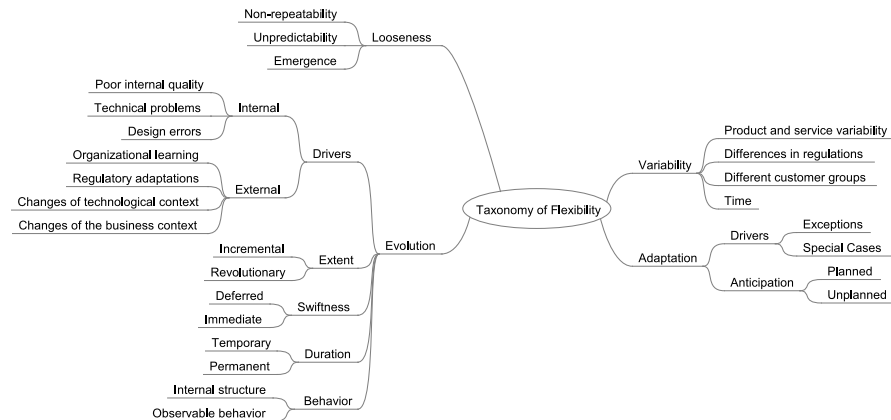 Taxonomy of Flexibility
Looseness
Non-repeatability
Unpredictability
Emergence
Evolution
Drivers
Internal
Poor internal quality
Technical problems
Design errors
External
Organizational learning
Regulatory adaptations
Changes of technological context
Changes of the business context
Extent
Incremental
Revolutionary
Swiftness
Deferred
Immediate
Duration
Temporary
Permanent
Behavior
Internal structure
Observable behavior
Variability
Product and service variability
Differences in regulations
Different customer groups
Time
Adaptation
Drivers
Exceptions
Special Cases
Anticipation
Planned
Unplanned